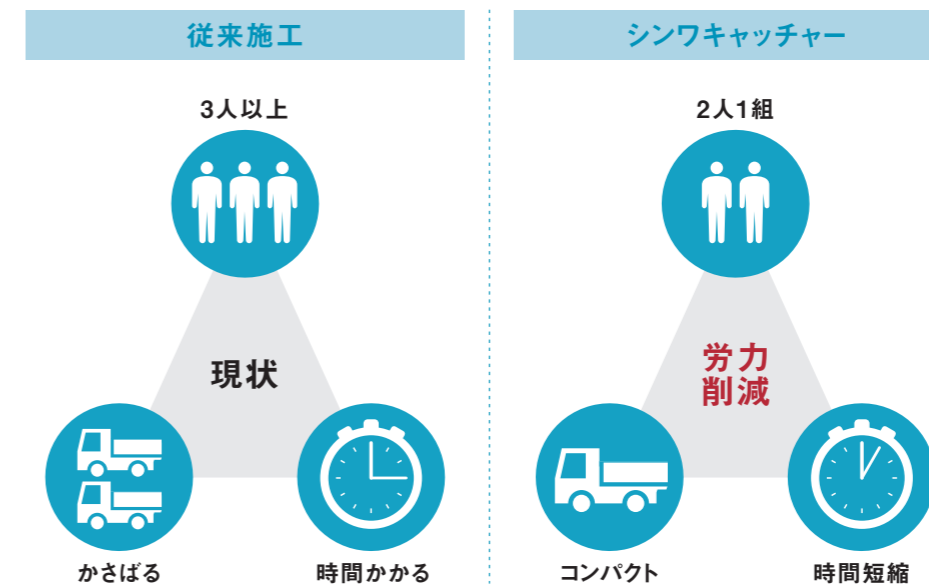 従来施工
3人以上
現状
かさばる
時間かかる
シンワキャッチャー
2人1組
労力
削減
コンパクト
時間短縮